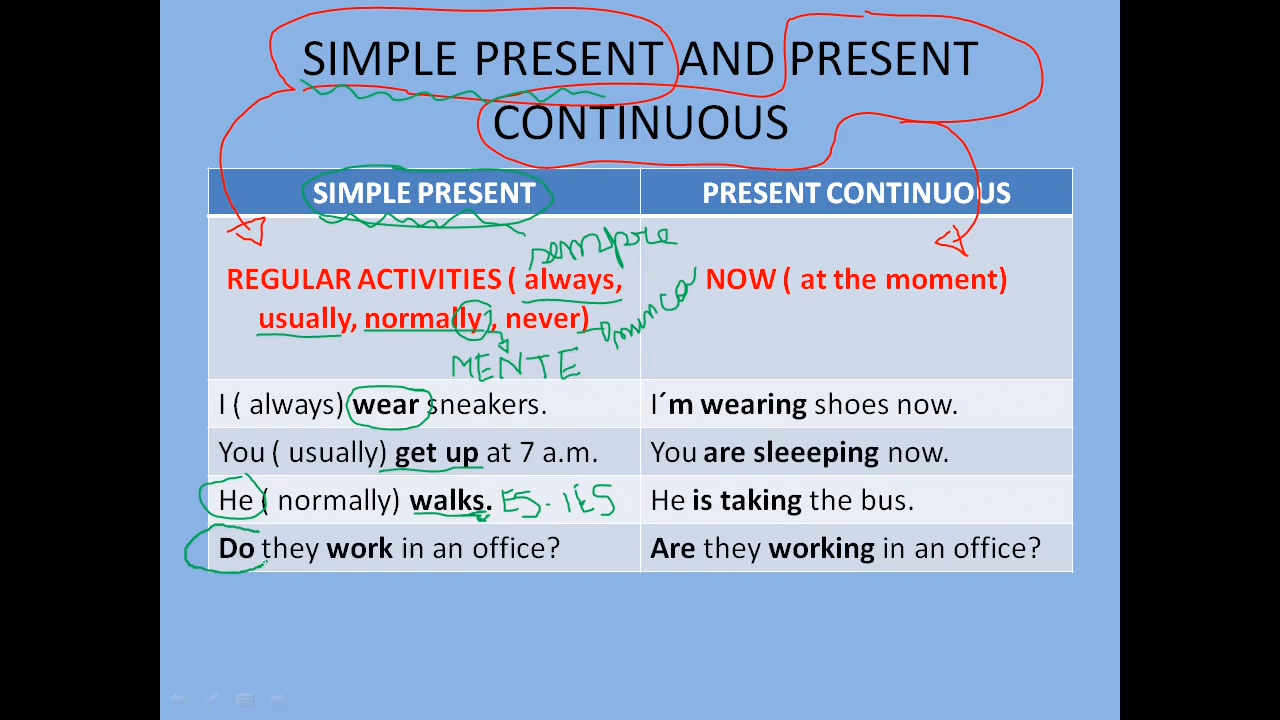 SIMPLE PRESENT AND PRESENT
CONTINUOUS
SIMPLE PRESENT
PRESENT CONTINUOUS
sempre
REGULAR ACTIVITIES ( always,
usually, normally , never)
nunca
MENTE
NOW ( at the moment)
I ( always) wear sneakers.
I´m wearing shoes now.
You ( usually) get up at 7 a.m.
You are sleeeping now.
He ( normally) walks. ES - IES
He is taking the bus.
Do they work in an office?
Are they working in an office?